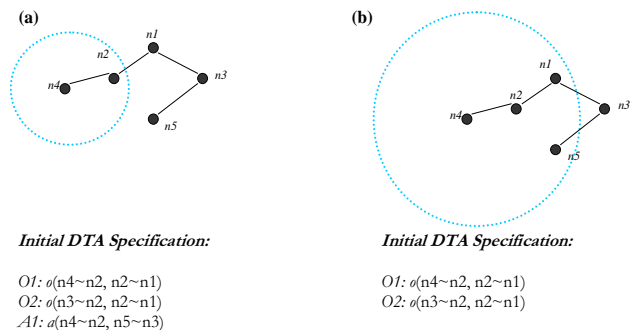 (a)
(b)
n1
n2
n3
n4
n5
n1
n2
n3
n4
n5
Initial DTA Specification:
O1: o(n4~n2, n2~n1)
O2: o(n3~n2, n2~n1)
A1: a(n4~n2, n5~n3)
Initial DTA Specification:
O1: o(n4~n2, n2~n1)
O2: o(n3~n2, n2~n1)